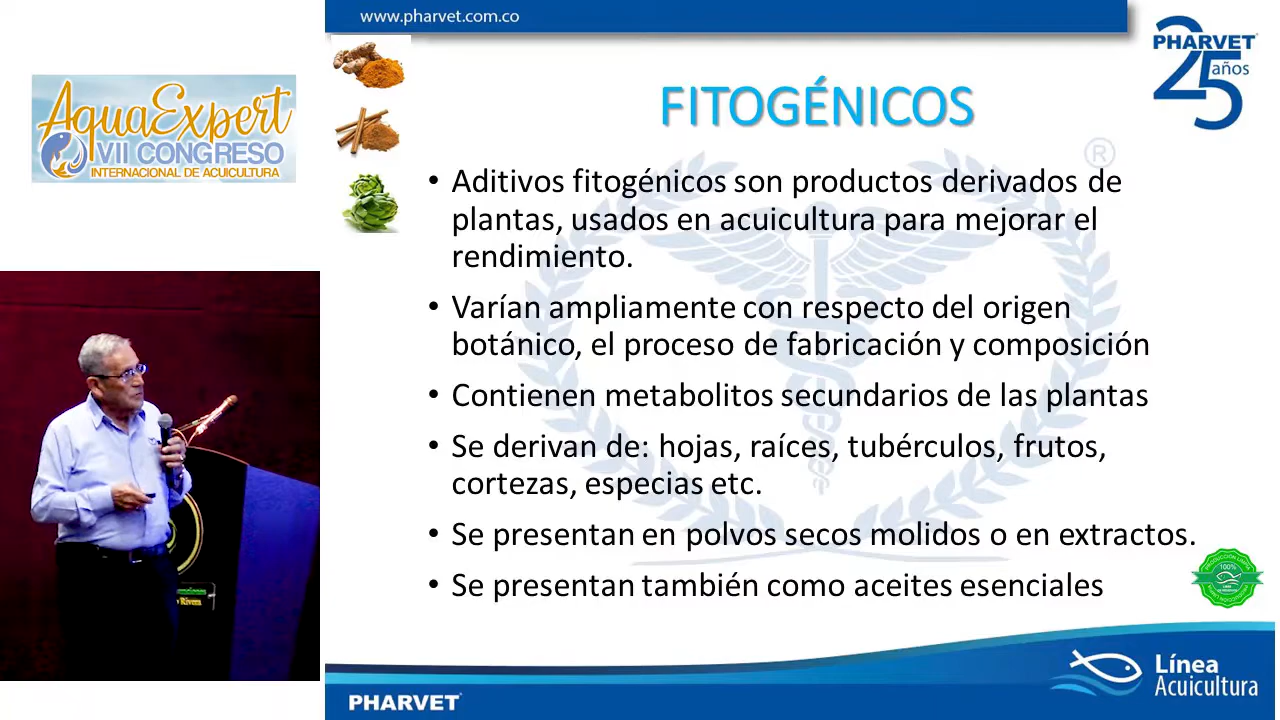 www.pharvet.com.co
PHARVET
25
años
AquaExpert
VII CONGRESO
INTERNACIONAL DE ACUICULTURA
FITOGÉNICOS
®
• Aditivos fitogénicos son productos derivados de
plantas, usados en acuicultura para mejorar el
rendimiento.
• Varían ampliamente con respecto del origen
botánico, el proceso de fabricación y composición
• Contienen metabolitos secundarios de las plantas
• Se derivan de: hojas, raíces, tubérculos, frutos,
cortezas, especias etc.
• Se presentan en polvos secos molidos o en extractos.
• Se presentan también como aceites esenciales
100%
Rivera
PHARVET
Línea
Acuicultura